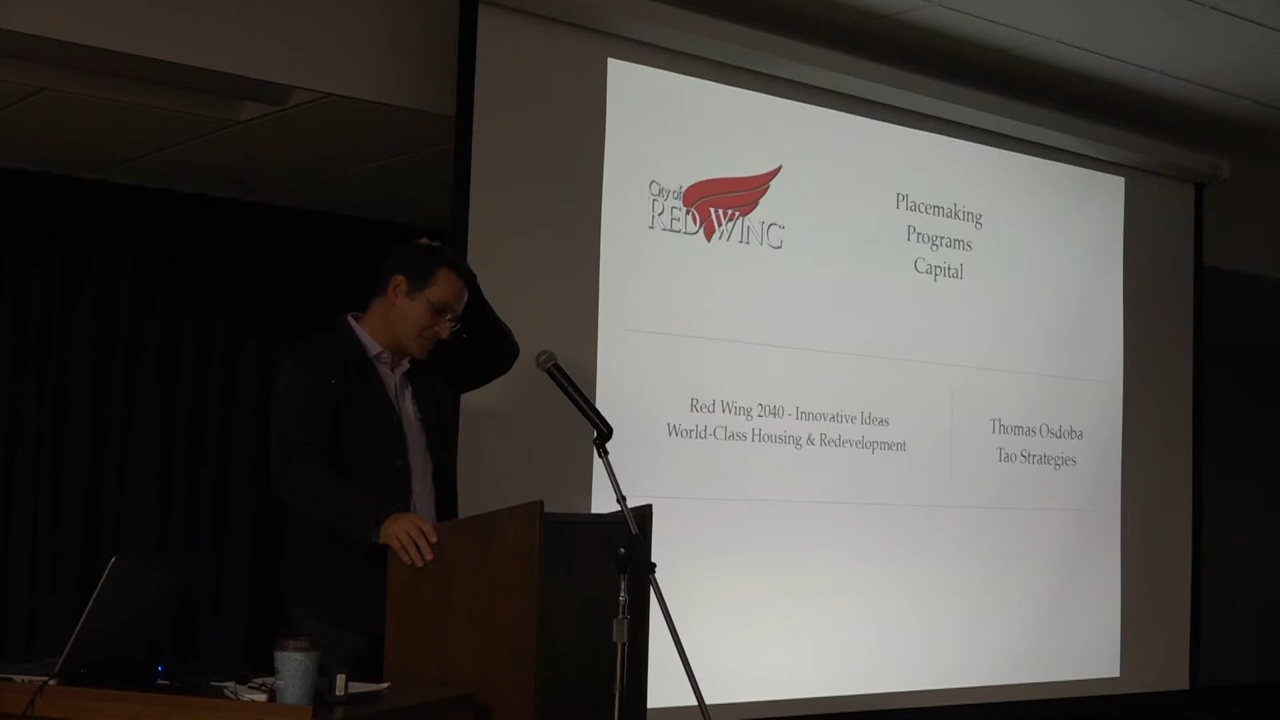 City of
RED WING
Placemaking
Programs
Capital
Red Wing 2040 - Innovative Ideas
World-Class Housing & Redevelopment
Thomas Osdoba
Tao Strategies